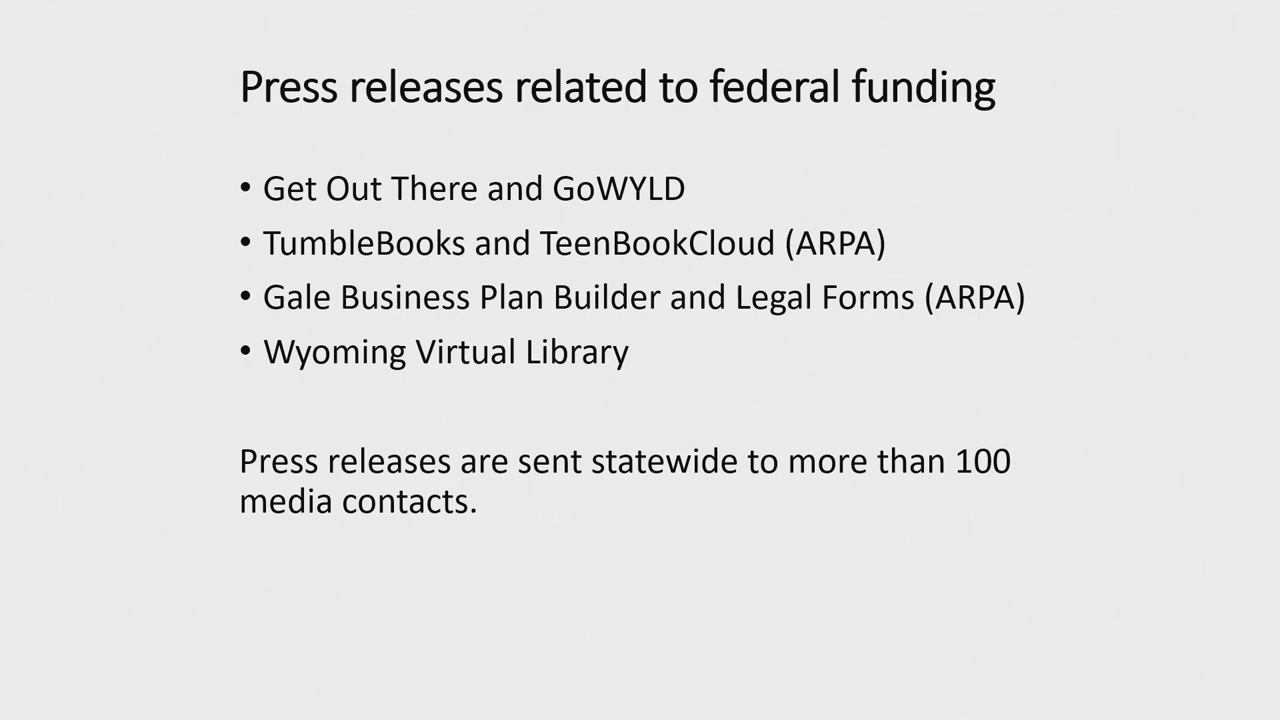 Press releases related to federal funding
• Get Out There and GoWYLD
• TumbleBooks and TeenBookCloud (ARPA)
• Gale Business Plan Builder and Legal Forms (ARPA)
• Wyoming Virtual Library
Press releases are sent statewide to more than 100
media contacts.